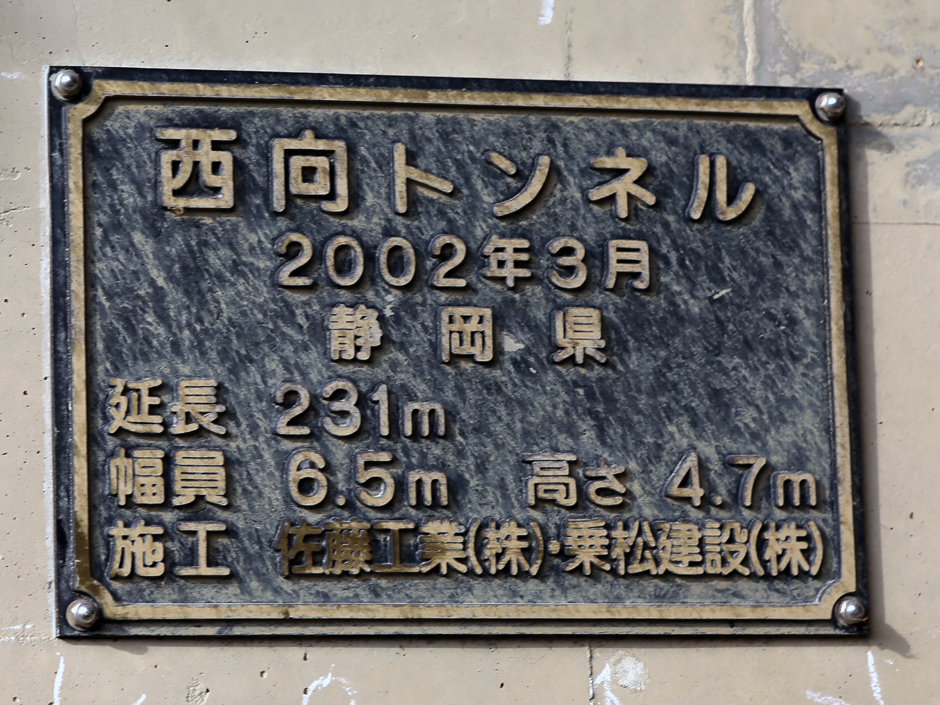 西向トンネル
2002年3月
静岡県
延長 231m
幅員 6.5m 高さ 4.7m
施工 佐藤工業(株)・乗松建設(株)